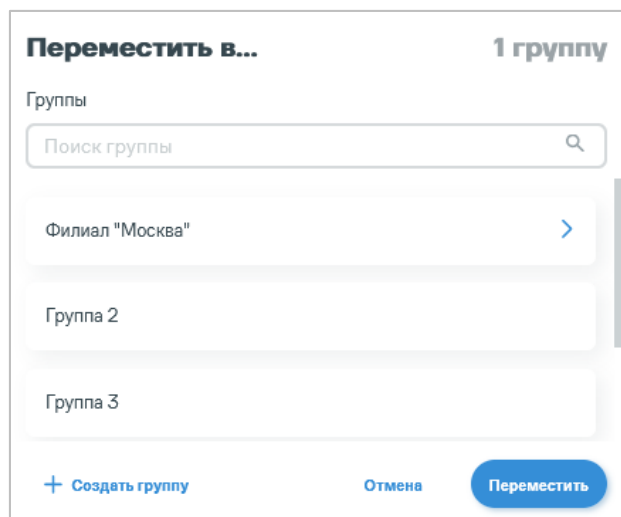 Переместить в... 1 группу
Группы
Поиск группы
Филиал "Москва"
Группа 2
Группа 3
+ Создать группу Отмена Переместить